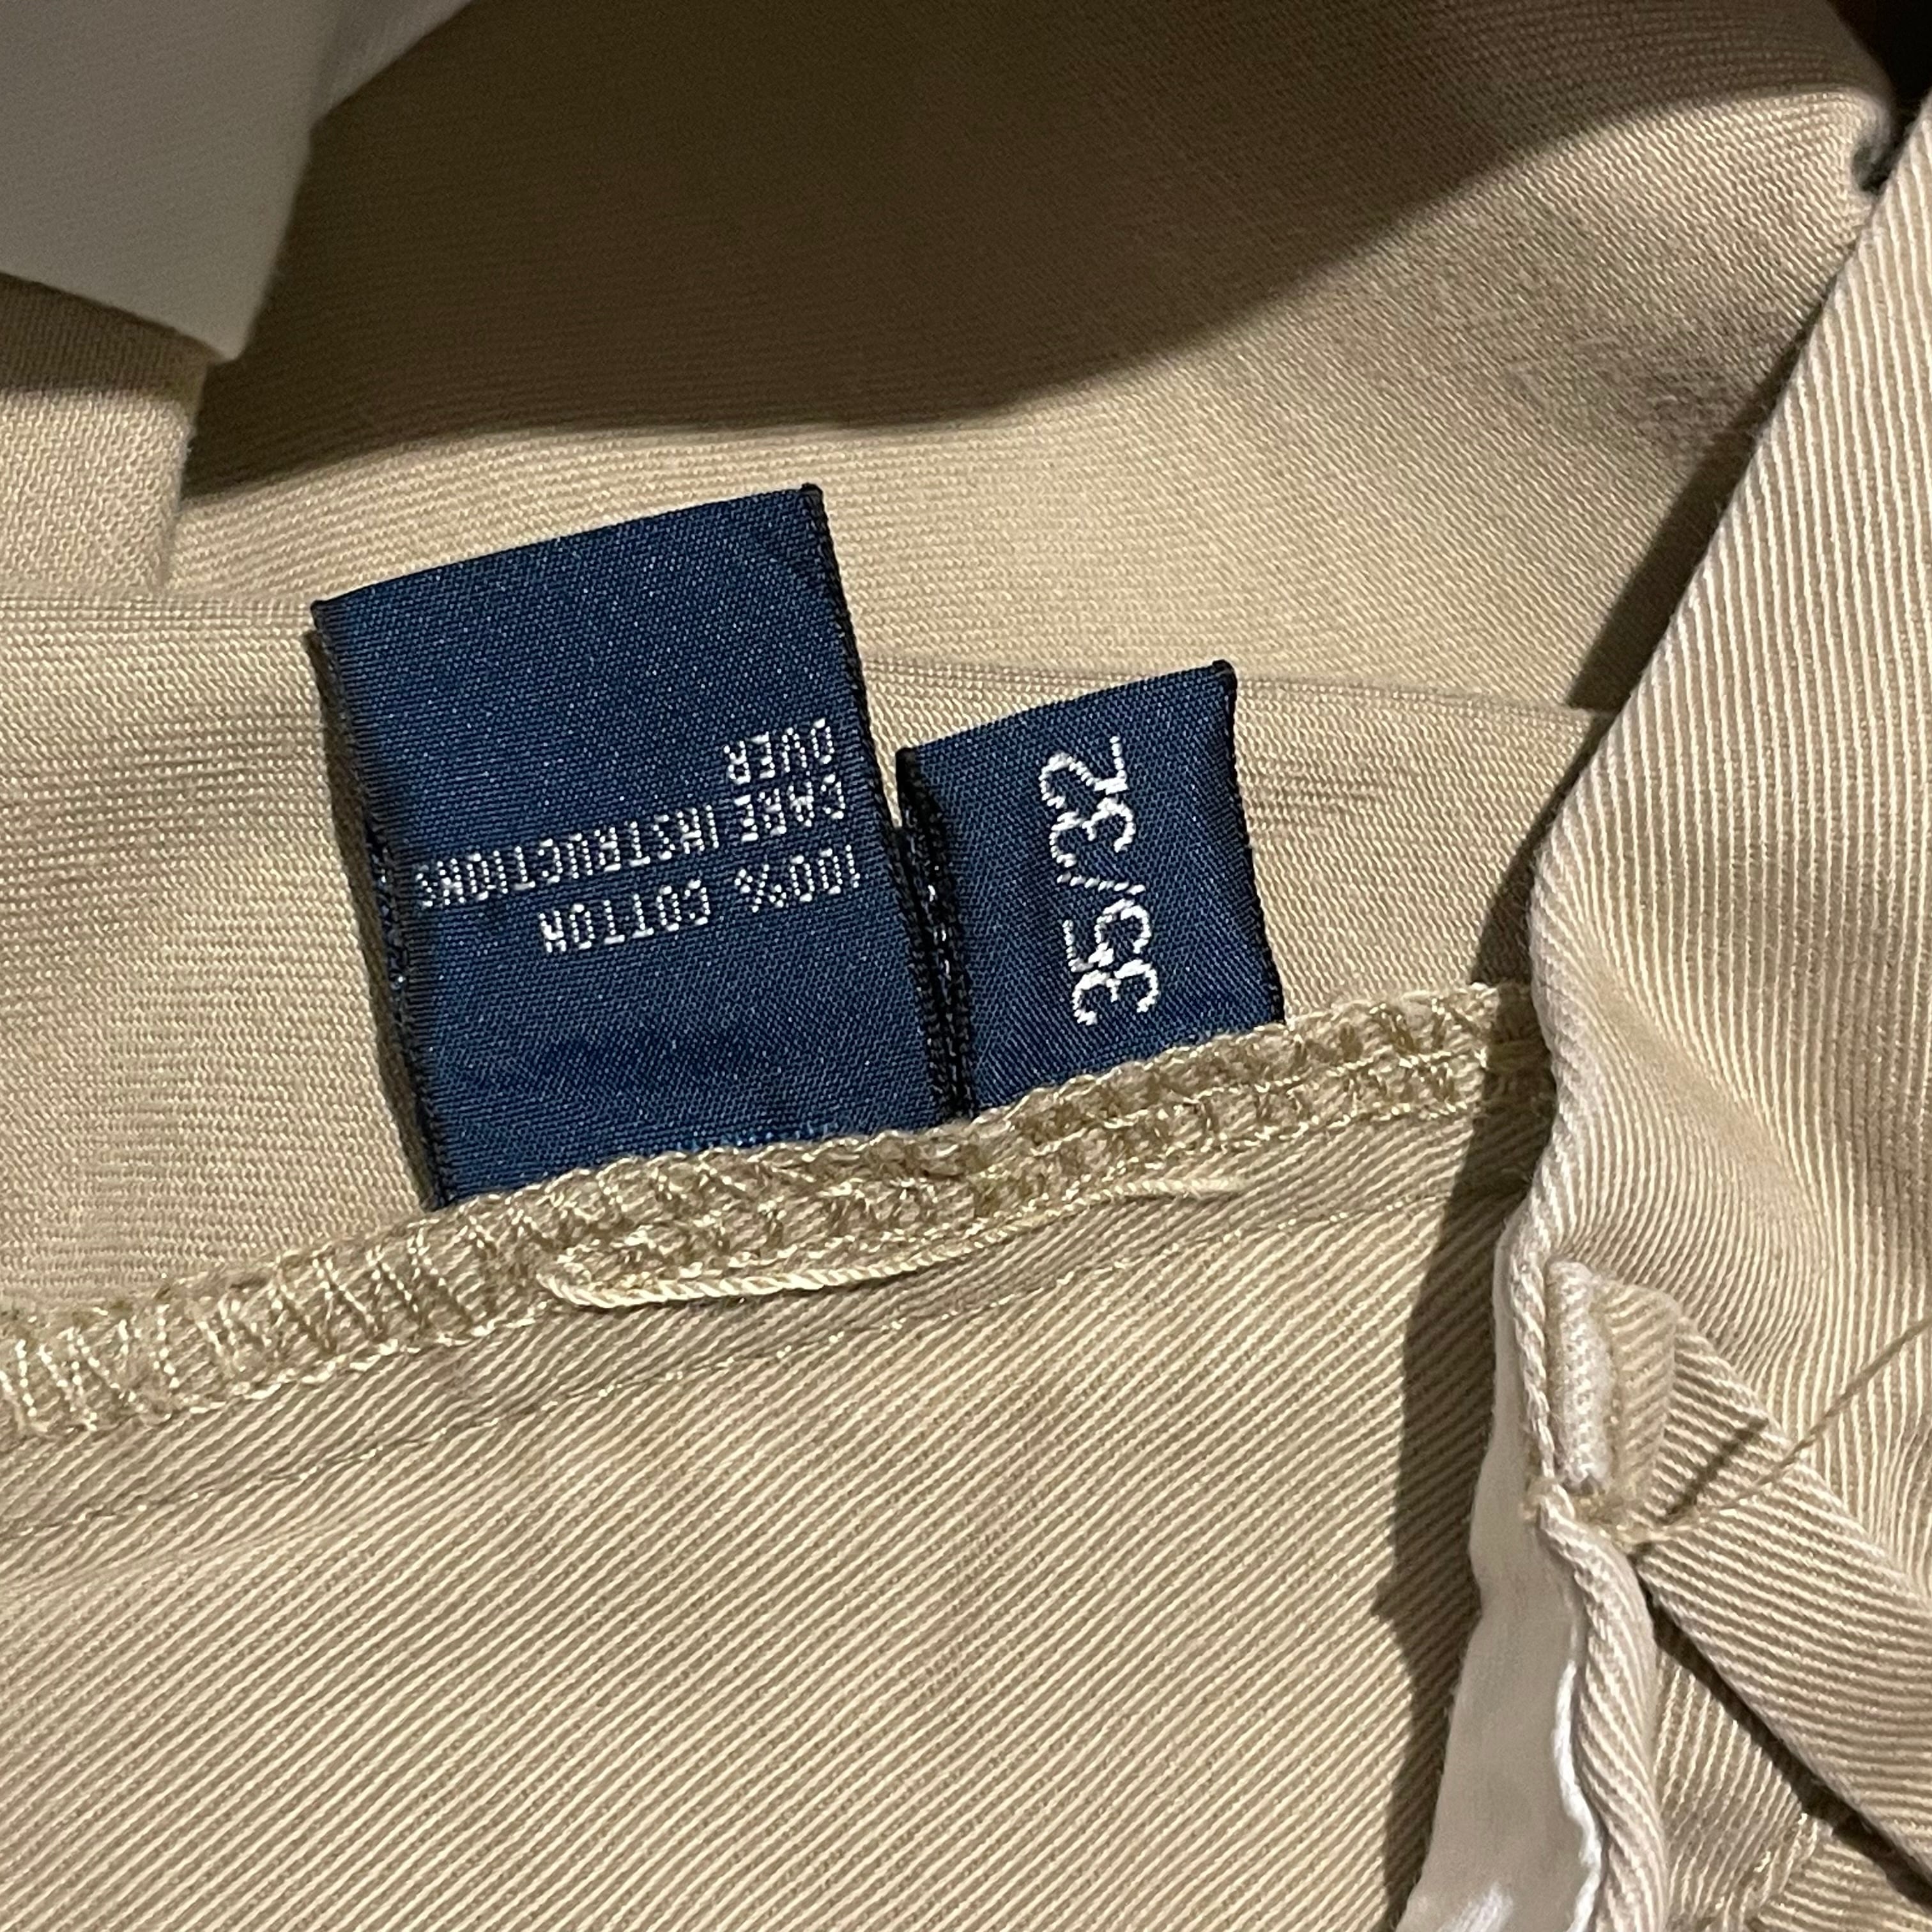 100% COTTON
CARE INSTRUCTIONS
OVER
35/32